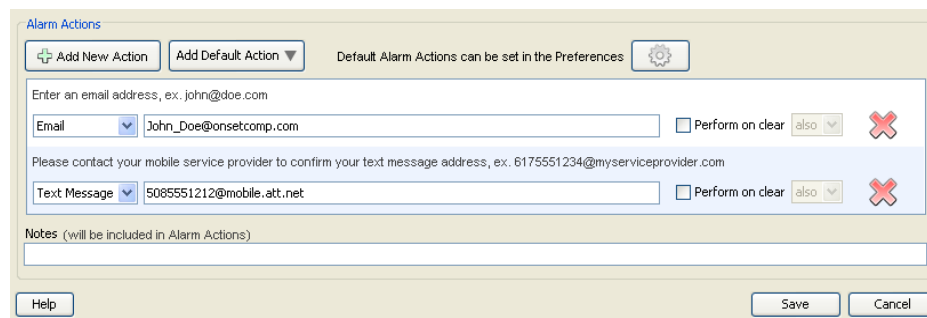 Alarm Actions
Add New Action Add Default Action Default Alarm Actions can be set in the Preferences
Enter an email address, ex. john@doe.com
Email John_Doe@onsetcomp.com Perform on clear also
Please contact your mobile service provider to confirm your text message address, ex. 6175551234@myserviceprovider.com
Text Message 5085551212@mobile.att.net Perform on clear also
Notes (will be included in Alarm Actions)
Help Save Cancel